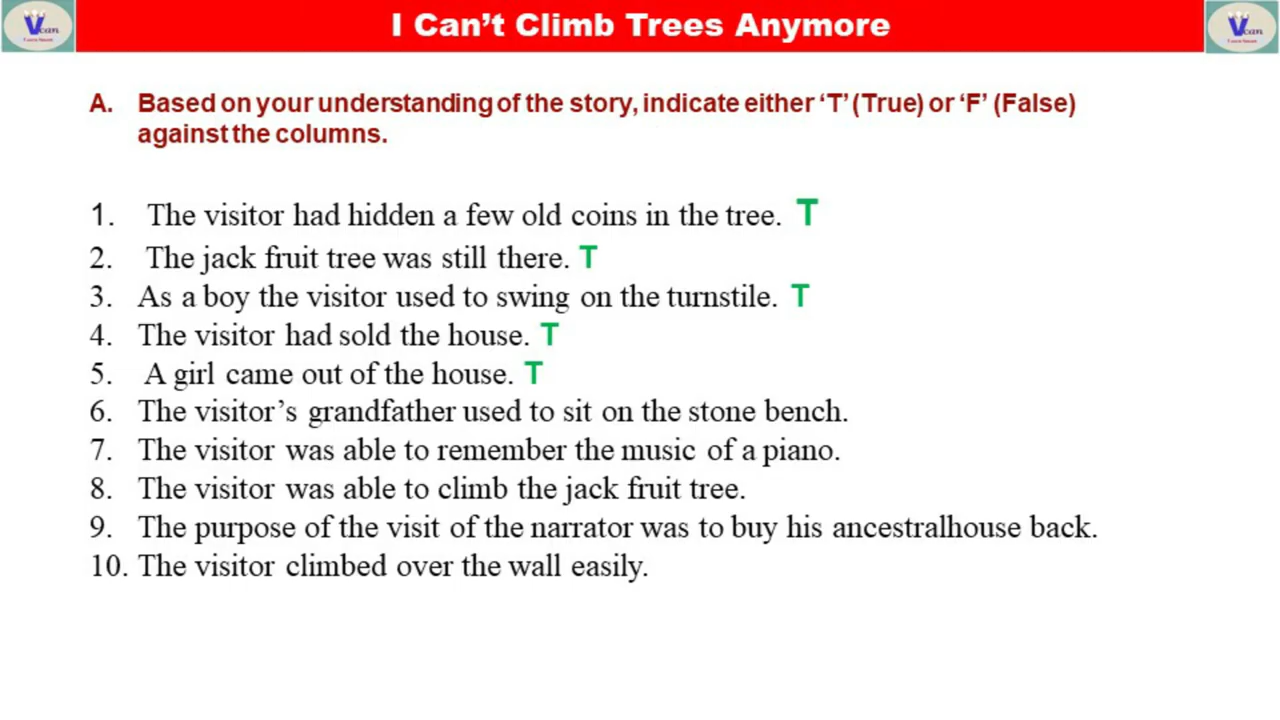 Vcan
I Can't Climb Trees Anymore
Vcan
A. Based on your understanding of the story, indicate either ‘T’ (True) or ‘F’ (False)
against the columns.
1. The visitor had hidden a few old coins in the tree. T
2. The jack fruit tree was still there. T
3. As a boy the visitor used to swing on the turnstile. T
4. The visitor had sold the house. T
5. A girl came out of the house. T
6. The visitor’s grandfather used to sit on the stone bench.
7. The visitor was able to remember the music of a piano.
8. The visitor was able to climb the jack fruit tree.
9. The purpose of the visit of the narrator was to buy his ancestralhouse back.
10. The visitor climbed over the wall easily.